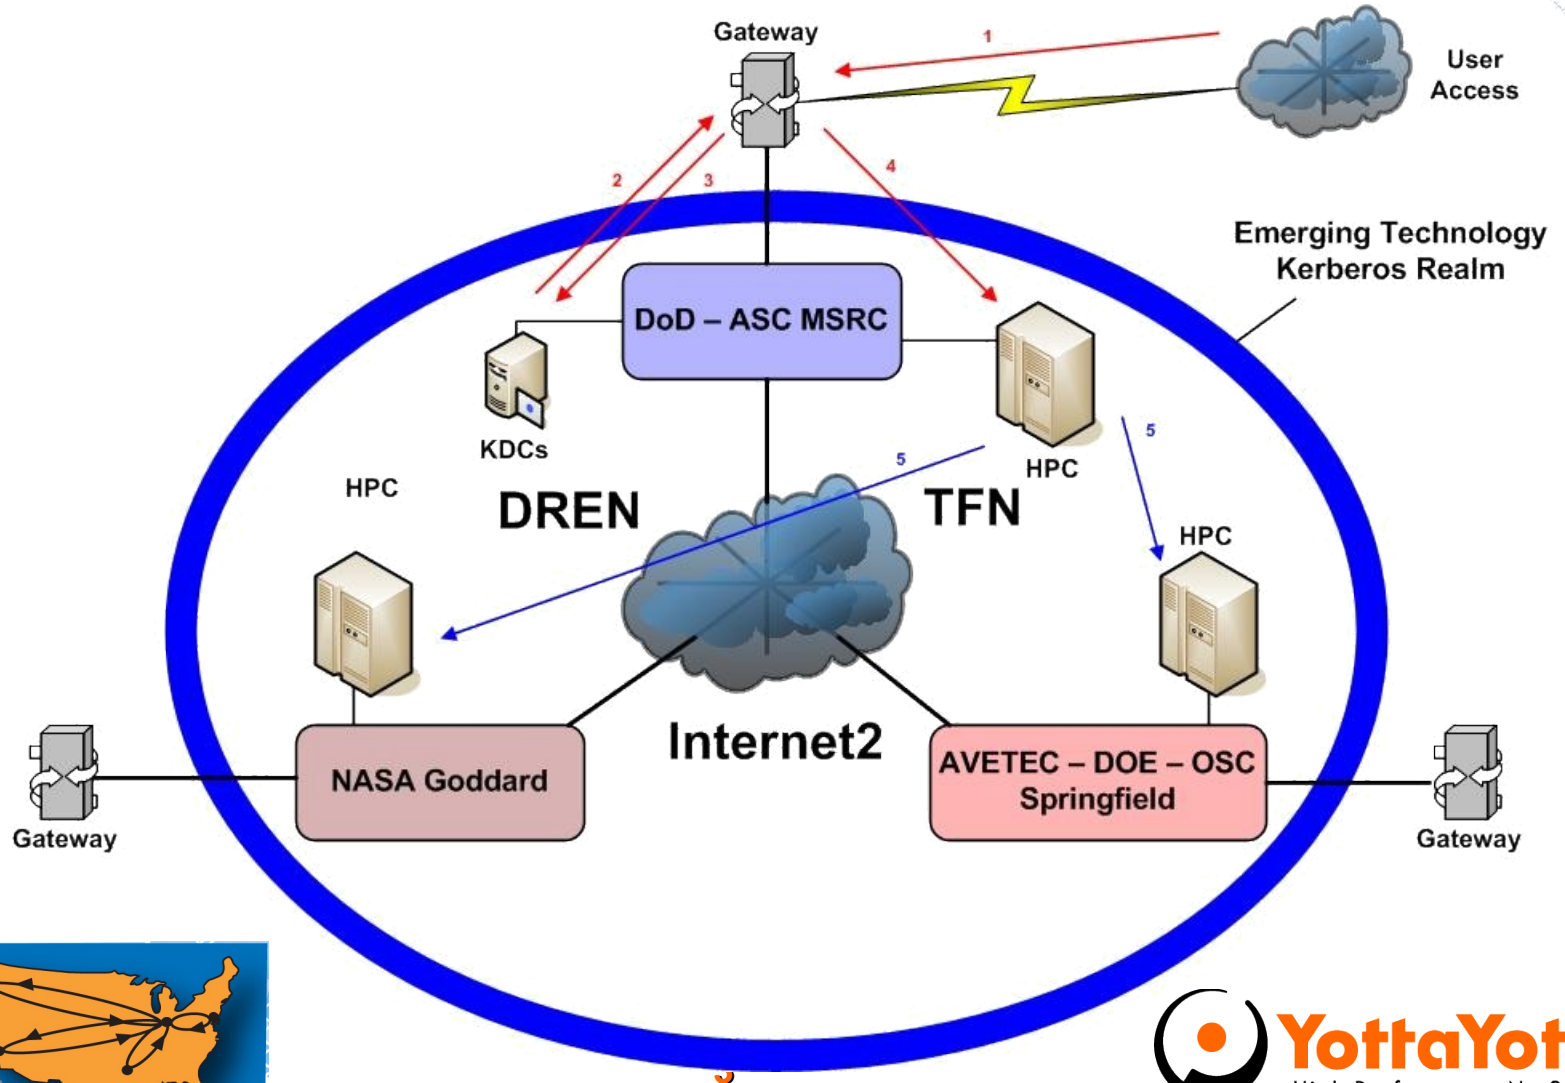 Gateway
1
User
Access
2
3
4
Emerging Technology
Kerberos Realm
DoD – ASC MSRC
KDCs
HPC
5
5
HPC
DREN
TFN
HPC
Internet2
NASA Goddard
AVETEC – DOE – OSC
Springfield
Gateway
Gateway
YottaYot